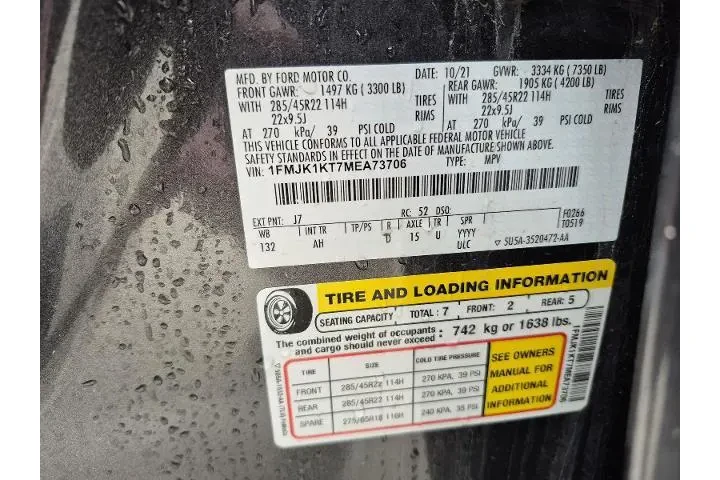 MFD. BY FORD MOTOR CO. DATE: 10/21 GVWR: 3334 KG ( 7350 LB)
FRONT GAWR: 1497 KG ( 3300 LB) REAR GAWR: 1905 KG ( 4200 LB)
WITH 285/45R22 114H TIRES WITH 285/45R22 114H TIRES
22x9.5J RIMS 22x9.5J RIMS
AT 270 kPa/ 39 PSI COLD AT 270 kPa/ 39 PSI COLD
THIS VEHICLE CONFORMS TO ALL APPLICABLE FEDERAL MOTOR VEHICLE
SAFETY STANDARDS IN EFFECT ON THE DATE OF MANUFACTURE SHOWN ABOVE.
VIN: 1FMJK1KT7MEA73706 TYPE: MPV
EXT PNT: J7 RC: 52 DSO: F0266
T0519
WB INT TR TP/PS R AXLE TR SPR
132 AH D 15 U YYYY
ULC ▽ SU5A-3520472-AA
TIRE AND LOADING INFORMATION
SEATING CAPACITY TOTAL : 7 FRONT: 2 REAR: 5
The combined weight of occupants and cargo should never exceed : 742 kg or 1638 lbs.
TIRE SIZE COLD TIRE PRESSURE
FRONT 285/45R22 114H 270 KPA, 39 PSI
REAR 285/45R22 114H 270 KPA, 39 PSI
SPARE 275/65R18 116H 240 KPA, 35 PSI
SEE OWNERS
MANUAL FOR
ADDITIONAL
INFORMATION
1FMJK1KT7MEA73706